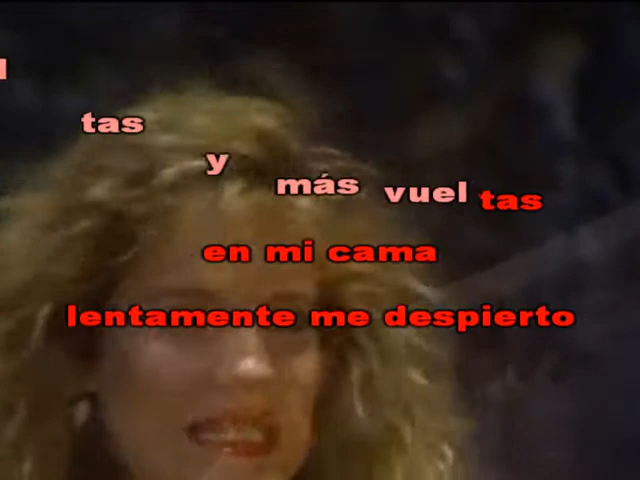 tas
y
más vuel tas
en mi cama
lentamente me despierto